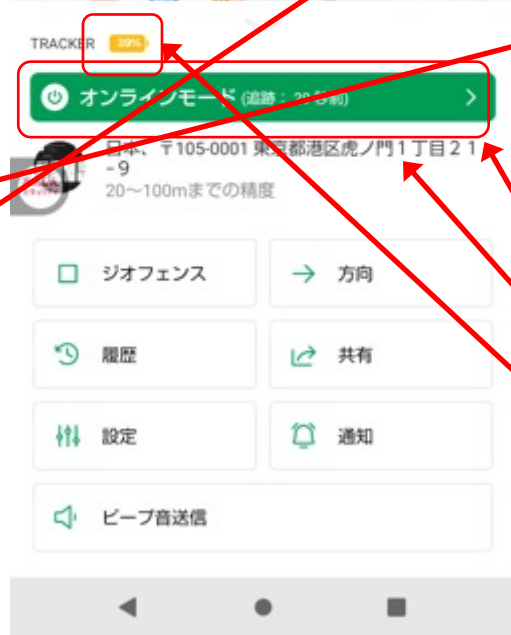 TRACKER 39%
オンラインモード (追跡： 20 秒前)
日本、〒105-0001 東京都港区虎ノ門1丁目21
-9
20〜100mまでの精度
ジオフェンス
方向
履歴
共有
設定
通知
ビープ音送信